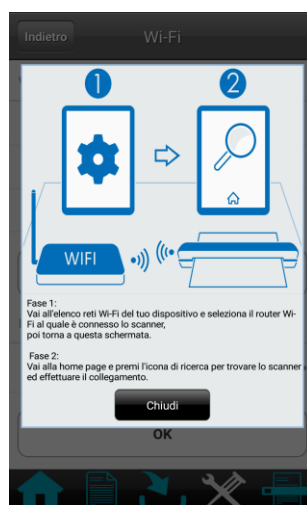 Indietro
Wi-Fi
1
2
WIFI
Fase 1:
Vai all'elenco reti Wi-Fi del tuo dispositivo e seleziona il router Wi-
Fi al quale è connesso lo scanner,
poi torna a questa schermata.
Fase 2:
Vai alla home page e premi l'icona di ricerca per trovare lo scanner
ed effettuare il collegamento.
Chiudi
OK